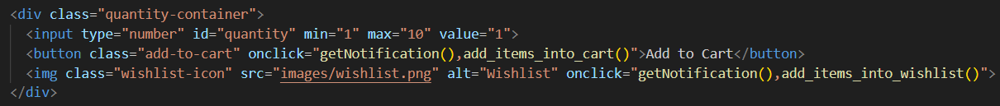 <div class="quantity-container">
<input type="number" id="quantity" min="1" max="10" value="1">
<button class="add-to-cart" onclick="getNotification(),add_items_into_cart()">Add to Cart</button>
<img class="wishlist-icon" src="images/wishlist.png" alt="Wishlist" onclick="getNotification(),add_items_into_wishlist()">
</div>